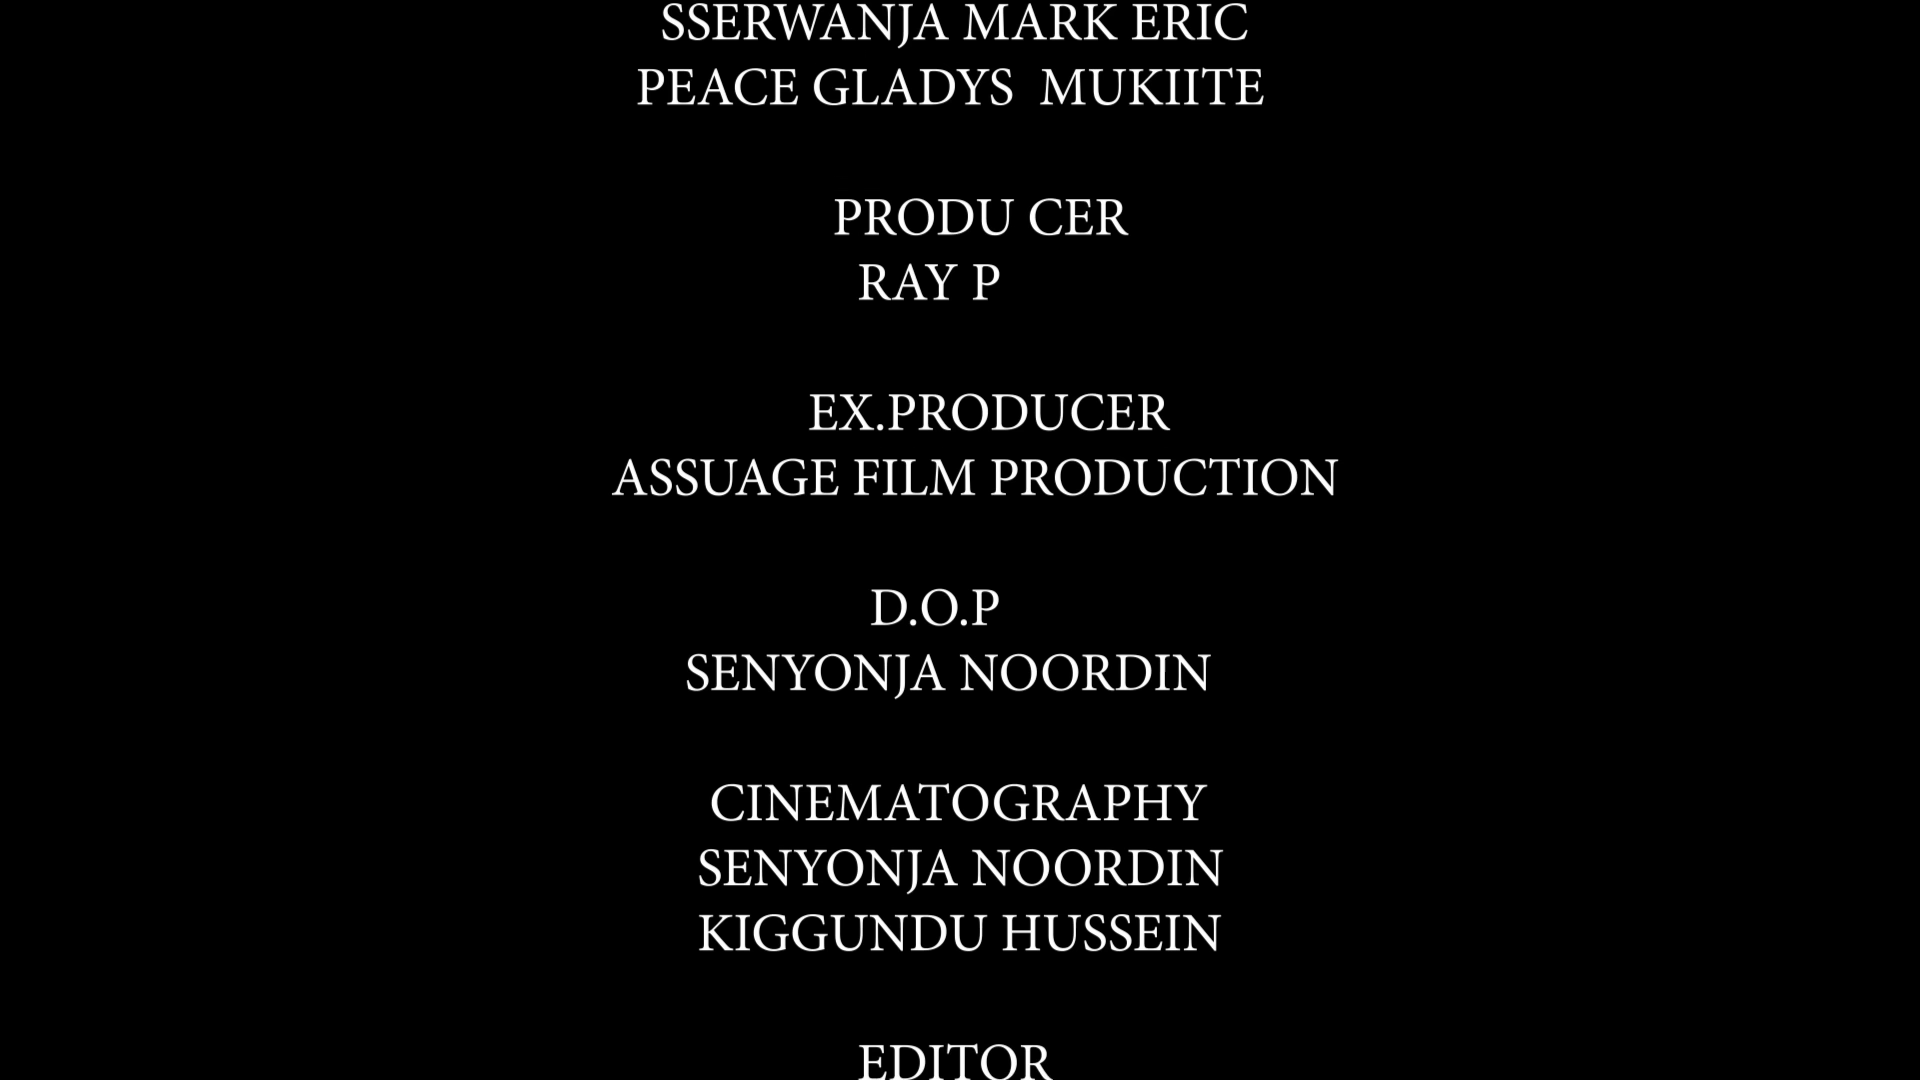 SSERWANJA MARK ERIC
PEACE GLADYS  MUKIITE
PRODU CER
RAY P
EX.PRODUCER
ASSUAGE FILM PRODUCTION
D.O.P
SENYONJA NOORDIN
CINEMATOGRAPHY
SENYONJA NOORDIN
KIGGUNDU HUSSEIN
EDITOR